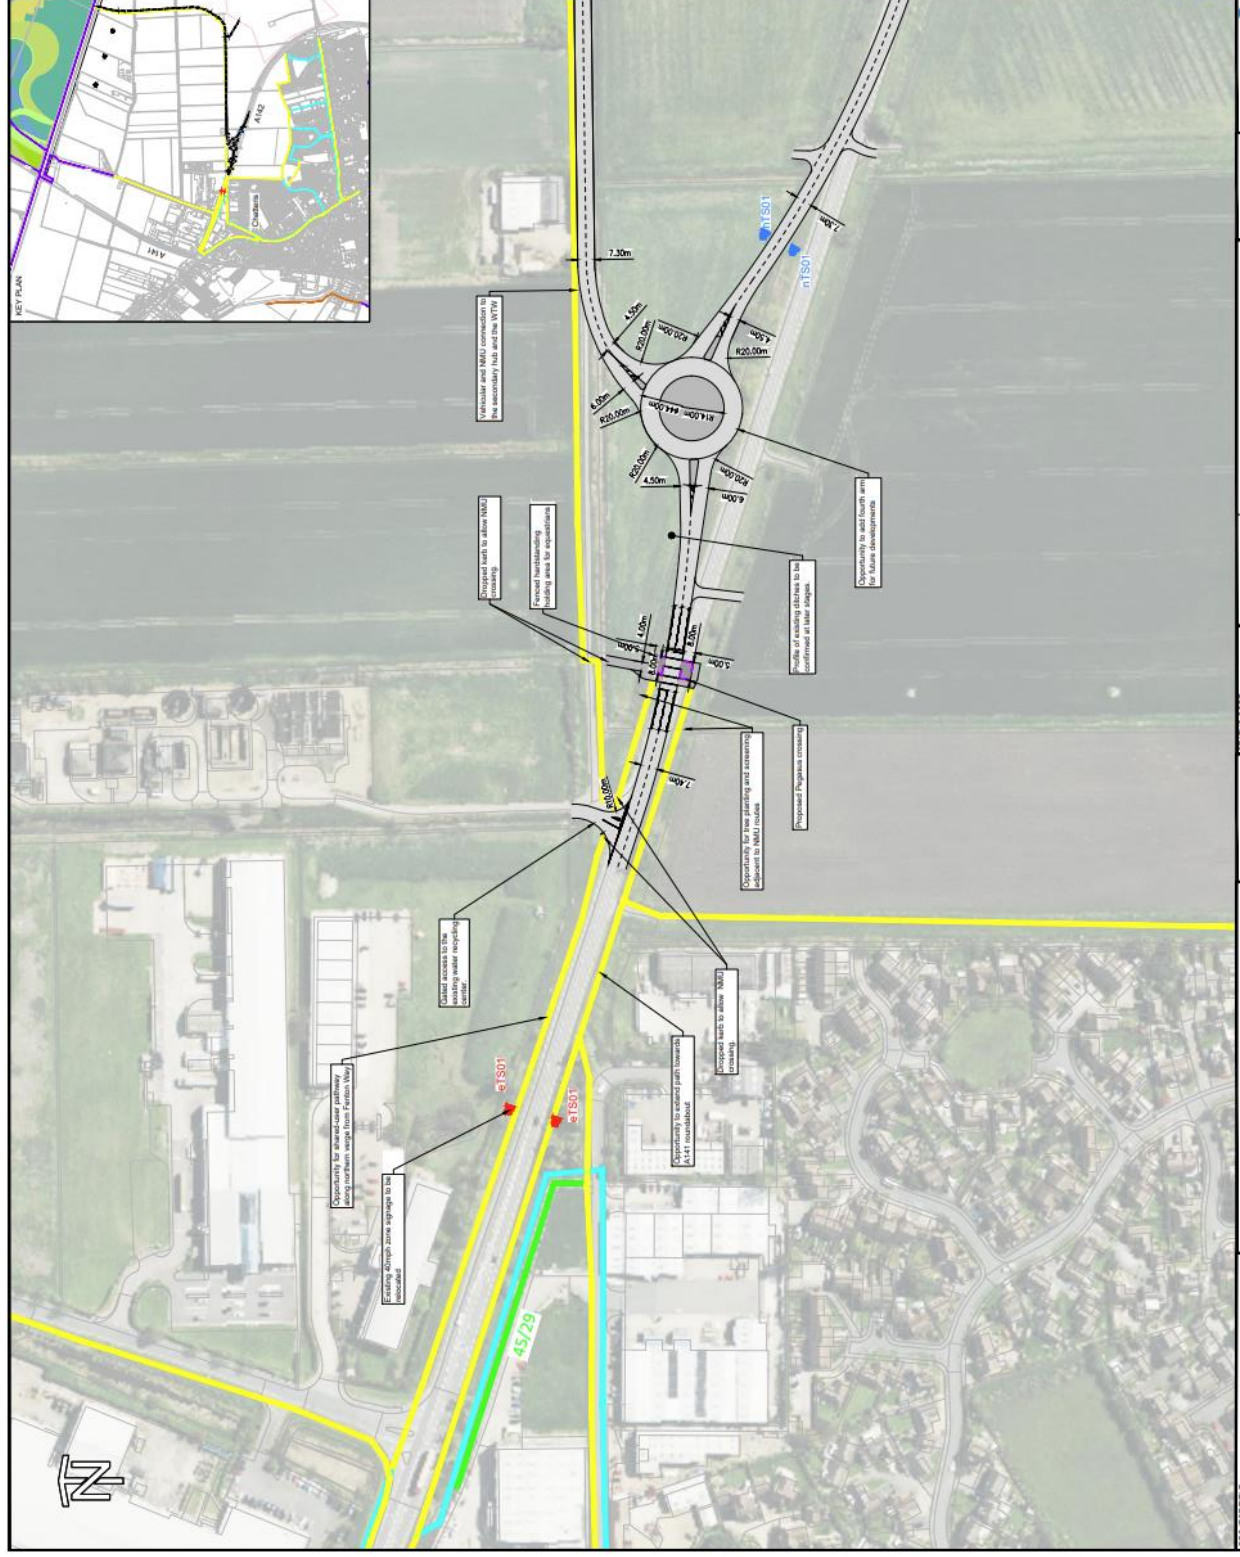 KEY PLAN
A141
A142
Chatteris
N
Vehicular and NMU connection to
the secondary hub and the WTW
Dropped kerb to allow NMU
crossing.
Fenced hardstanding
holding area for equestrians
Gated access to the
existing water recycling
center.
Opportunity for shared-user pathway
along northern verge from Fenton Way
Existing 40mph zone signage to be
relocated
eTS01
eTS01
45/29
nTS01
nTS01
7.30m
4.50m
R20.00m
R20.00m
6.00m
R20.00m
4.50m
R20.00m
R14.00m
ø44.00m
R20.00m
4.50m
R20.00m
6.00m
7.30m
4.00m
5.00m
8.00m
8.00m
5.00m
R10.00m
7.40m
Profile of existing ditches to be
confirmed at later stages.
Opportunity to add fourth arm
for future developments
Opportunity for tree planting and screening
adjacent to NMU routes
Proposed Pegasus crossing
Dropped kerb to allow NMU
crossing.
Opportunity to extend path towards
A141 roundabout